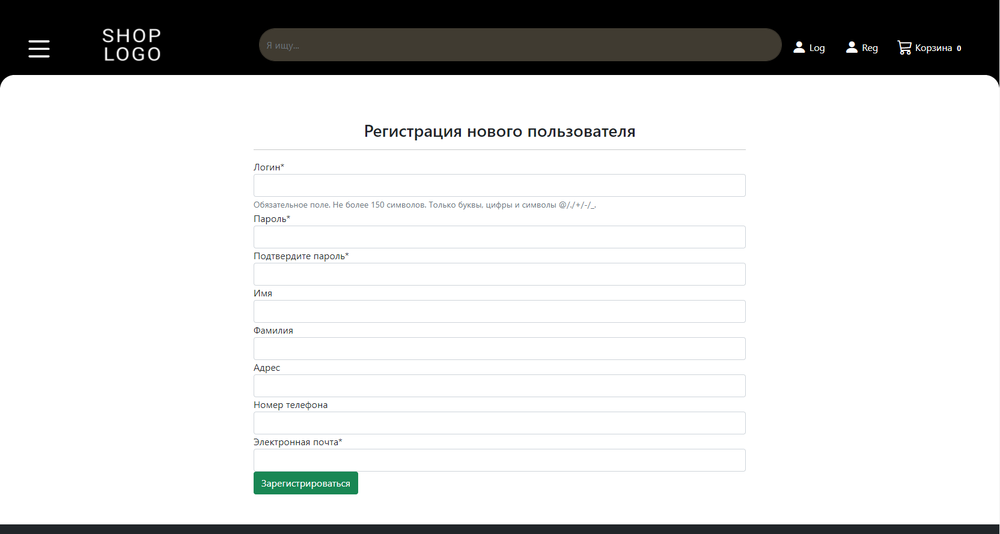 SHOP
LOGO
Я ищу...
Log
Reg
Корзина 0
Регистрация нового пользователя
Логин*
Обязательное поле. Не более 150 символов. Только буквы, цифры и символы @/./+/-/_.
Пароль*
Подтвердите пароль*
Имя
Фамилия
Адрес
Номер телефона
Электронная почта*
Зарегистрироваться